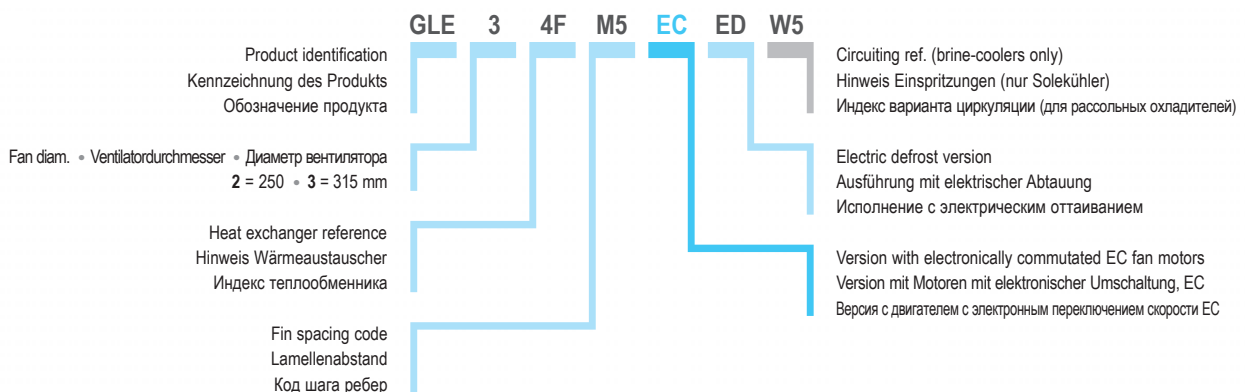 GLE 3 4F M5 EC ED W5
Product identification
Kennzeichnung des Produkts
Обозначение продукта
Fan diam. • Ventilatordurchmesser • Диаметр вентилятора
2 = 250 • 3 = 315 mm
Heat exchanger reference
Hinweis Wärmeaustauscher
Индекс теплообменника
Fin spacing code
Lamellenabstand
Код шага ребер
Circuiting ref. (brine-coolers only)
Hinweis Einspritzungen (nur Solekühler)
Индекс варианта циркуляции (для рассольных охладителей)
Electric defrost version
Ausführung mit elektrischer Abtauung
Исполнение с электрическим оттаиванием
Version with electronically commutated EC fan motors
Version mit Motoren mit elektronischer Umschaltung, EC
Версия с двигателем с электронным переключением скорости EC